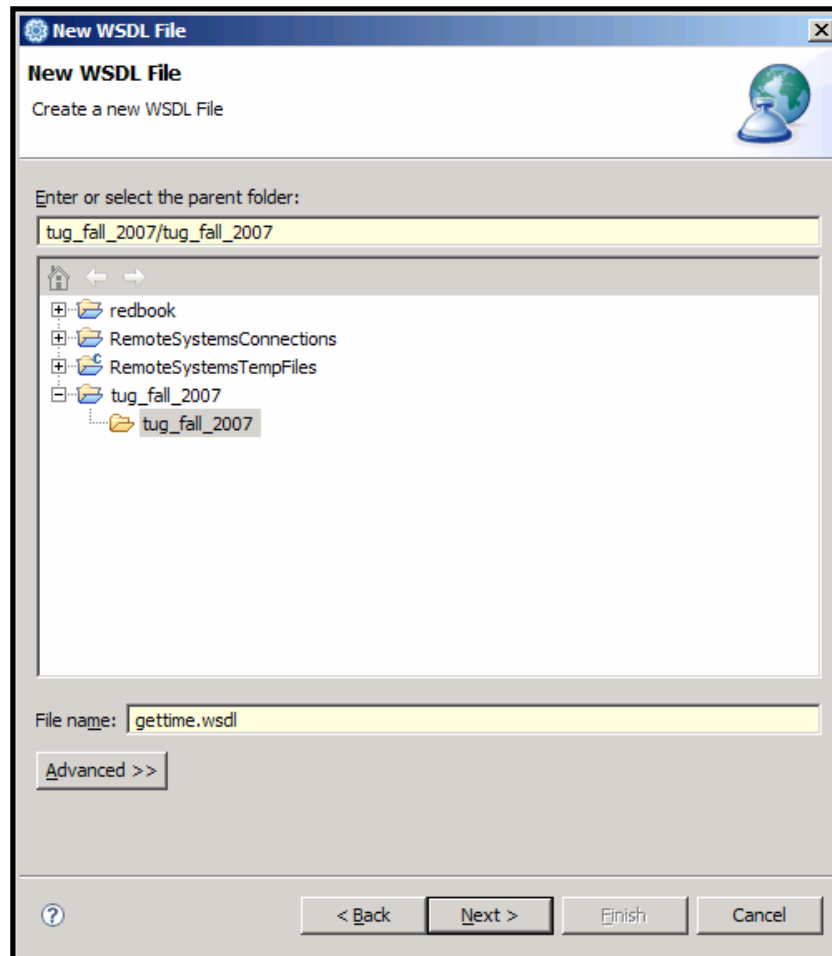 New WSDL File
New WSDL File
Create a new WSDL File
Enter or select the parent folder:
tug_fall_2007/tug_fall_2007
redbook
RemoteSystemsConnections
RemoteSystemsTempFiles
tug_fall_2007
tug_fall_2007
File name: gettime.wsdl
Advanced >>
? < Back Next > Finish Cancel